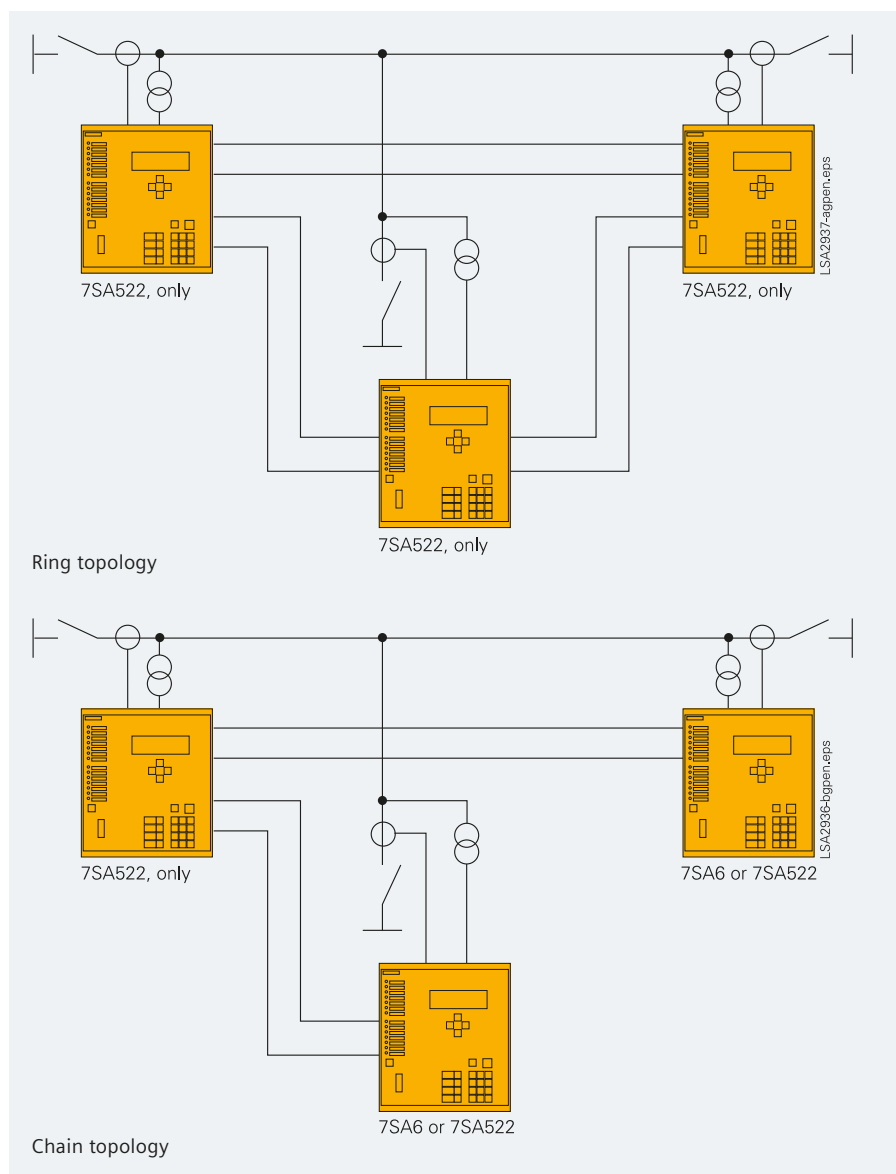 7SA522, only
7SA522, only
LSA2937-agpen.eps
7SA522, only
Ring topology
7SA522, only
7SA6 or 7SA522
LSA2936-bgpen.eps
7SA6 or 7SA522
Chain topology